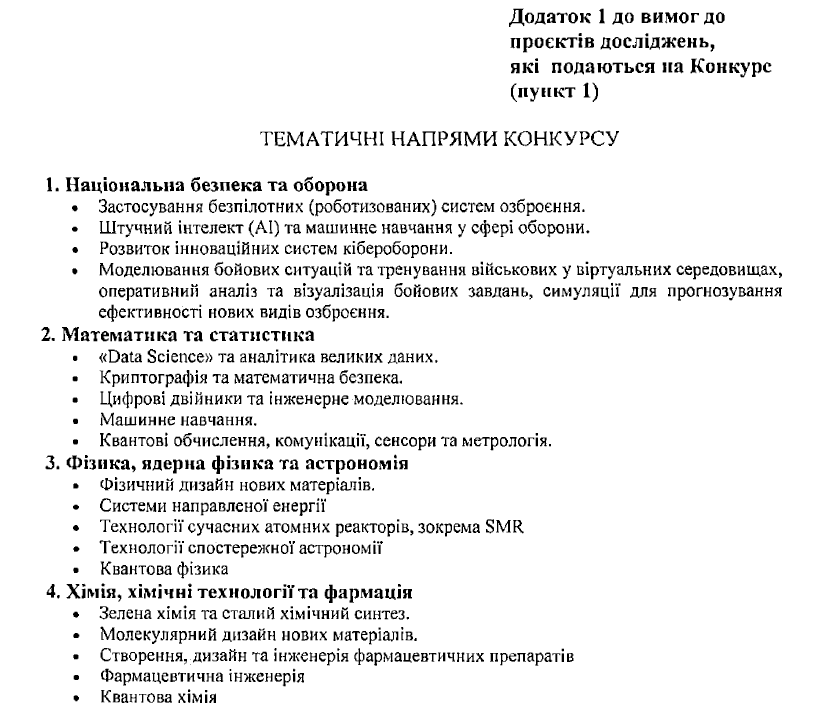 Додаток 1 до вимог до
проєктів досліджень,
які подаються на Конкурс
(пункт 1)
ТЕМАТИЧНІ НАПРЯМИ КОНКУРСУ
1. Національна безпека та оборона
• Застосування безпілотних (роботизованих) систем озброєння.
• Штучний інтелект (AI) та машинне навчання у сфері оборони.
• Розвиток інноваційних систем кібероборони.
• Моделювання бойових ситуацій та тренування військових у віртуальних середовищах,
оперативний аналіз та візуалізація бойових завдань, симуляції для прогнозування
ефективності нових видів озброєння.
2. Математика та статистика
• «Data Science» та аналітика великих даних.
• Криптографія та математична безпека.
• Цифрові двійники та інженерне моделювання.
• Машинне навчання.
• Квантові обчислення, комунікації, сенсори та метрологія.
3. Фізика, ядерна фізика та астрономія
• Фізичний дизайн нових матеріалів.
• Системи направленої енергії
• Технології сучасних атомних реакторів, зокрема SMR
• Технології спостережної астрономії
• Квантова фізика
4. Хімія, хімічні технології та фармація
• Зелена хімія та сталий хімічний синтез.
• Молекулярний дизайн нових матеріалів.
• Створення, дизайн та інженерія фармацевтичних препаратів
• Фармацевтична інженерія
• Квантова хімія